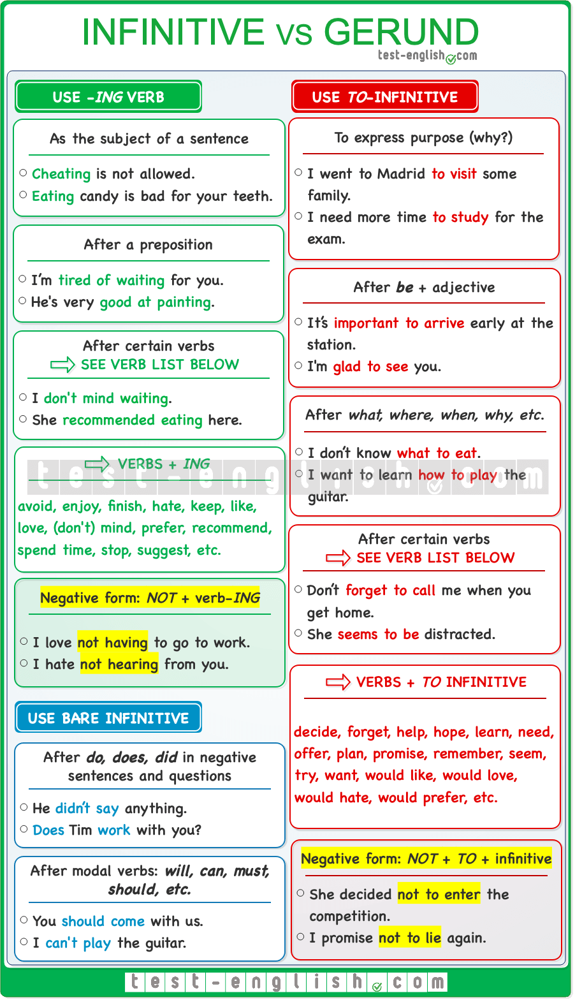 INFINITIVE VS GERUND
test-english.com
USE -ING VERB
As the subject of a sentence
Cheating is not allowed.
Eating candy is bad for your teeth.
After a preposition
I'm tired of waiting for you.
He's very good at painting.
After certain verbs
SEE VERB LIST BELOW
I don't mind waiting.
She recommended eating here.
VERBS + ING
avoid, enjoy, finish, hate, keep, like,
love, (don't) mind, prefer, recommend,
spend time, stop, suggest, etc.
Negative form: NOT + verb-ING
I love not having to go to work.
I hate not hearing from you.
USE BARE INFINITIVE
After do, does, did in negative
sentences and questions
He didn't say anything.
Does Tim work with you?
After modal verbs: will, can, must,
should, etc.
You should come with us.
I can't play the guitar.
USE TO-INFINITIVE
To express purpose (why?)
I went to Madrid to visit some
family.
I need more time to study for the
exam.
After be + adjective
It's important to arrive early at the
station.
I'm glad to see you.
After what, where, when, why, etc.
I don't know what to eat.
I want to learn how to play the
guitar.
After certain verbs
SEE VERB LIST BELOW
Don't forget to call me when you
get home.
She seems to be distracted.
VERBS + TO INFINITIVE
decide, forget, help, hope, learn, need,
offer, plan, promise, remember, seem,
try, want, would like, would love,
would hate, would prefer, etc.
Negative form: NOT + TO + infinitive
She decided not to enter the
competition.
I promise not to lie again.
test-english.com
test-english.com